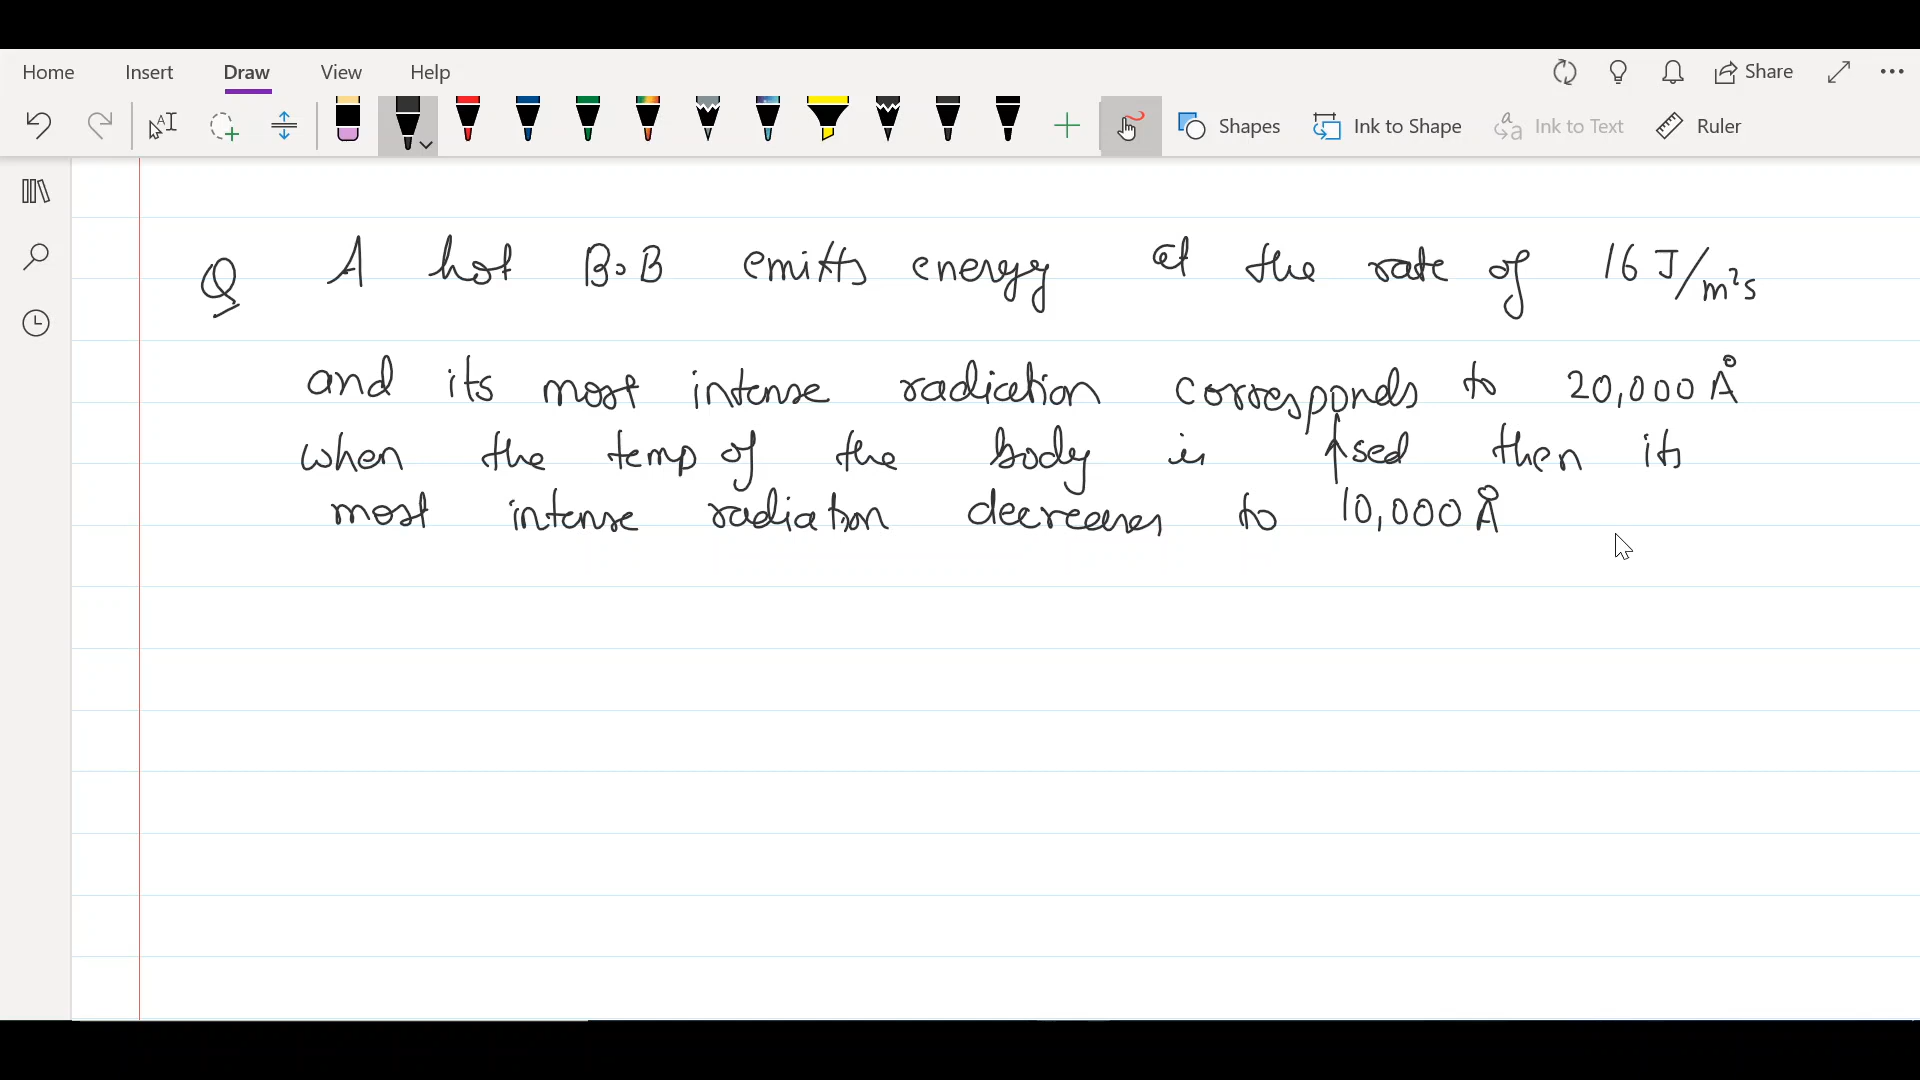 Home Insert Draw View Help Share
Shapes Ink to Shape Ink to Text Ruler
Q A hot B.B emitts energy at the rate of 16 J/m²s
and its most intense radiation corresponds to 20,000 Å
when the temp of the body is ↑sed then its
most intense radiation decreases to 10,000 Å